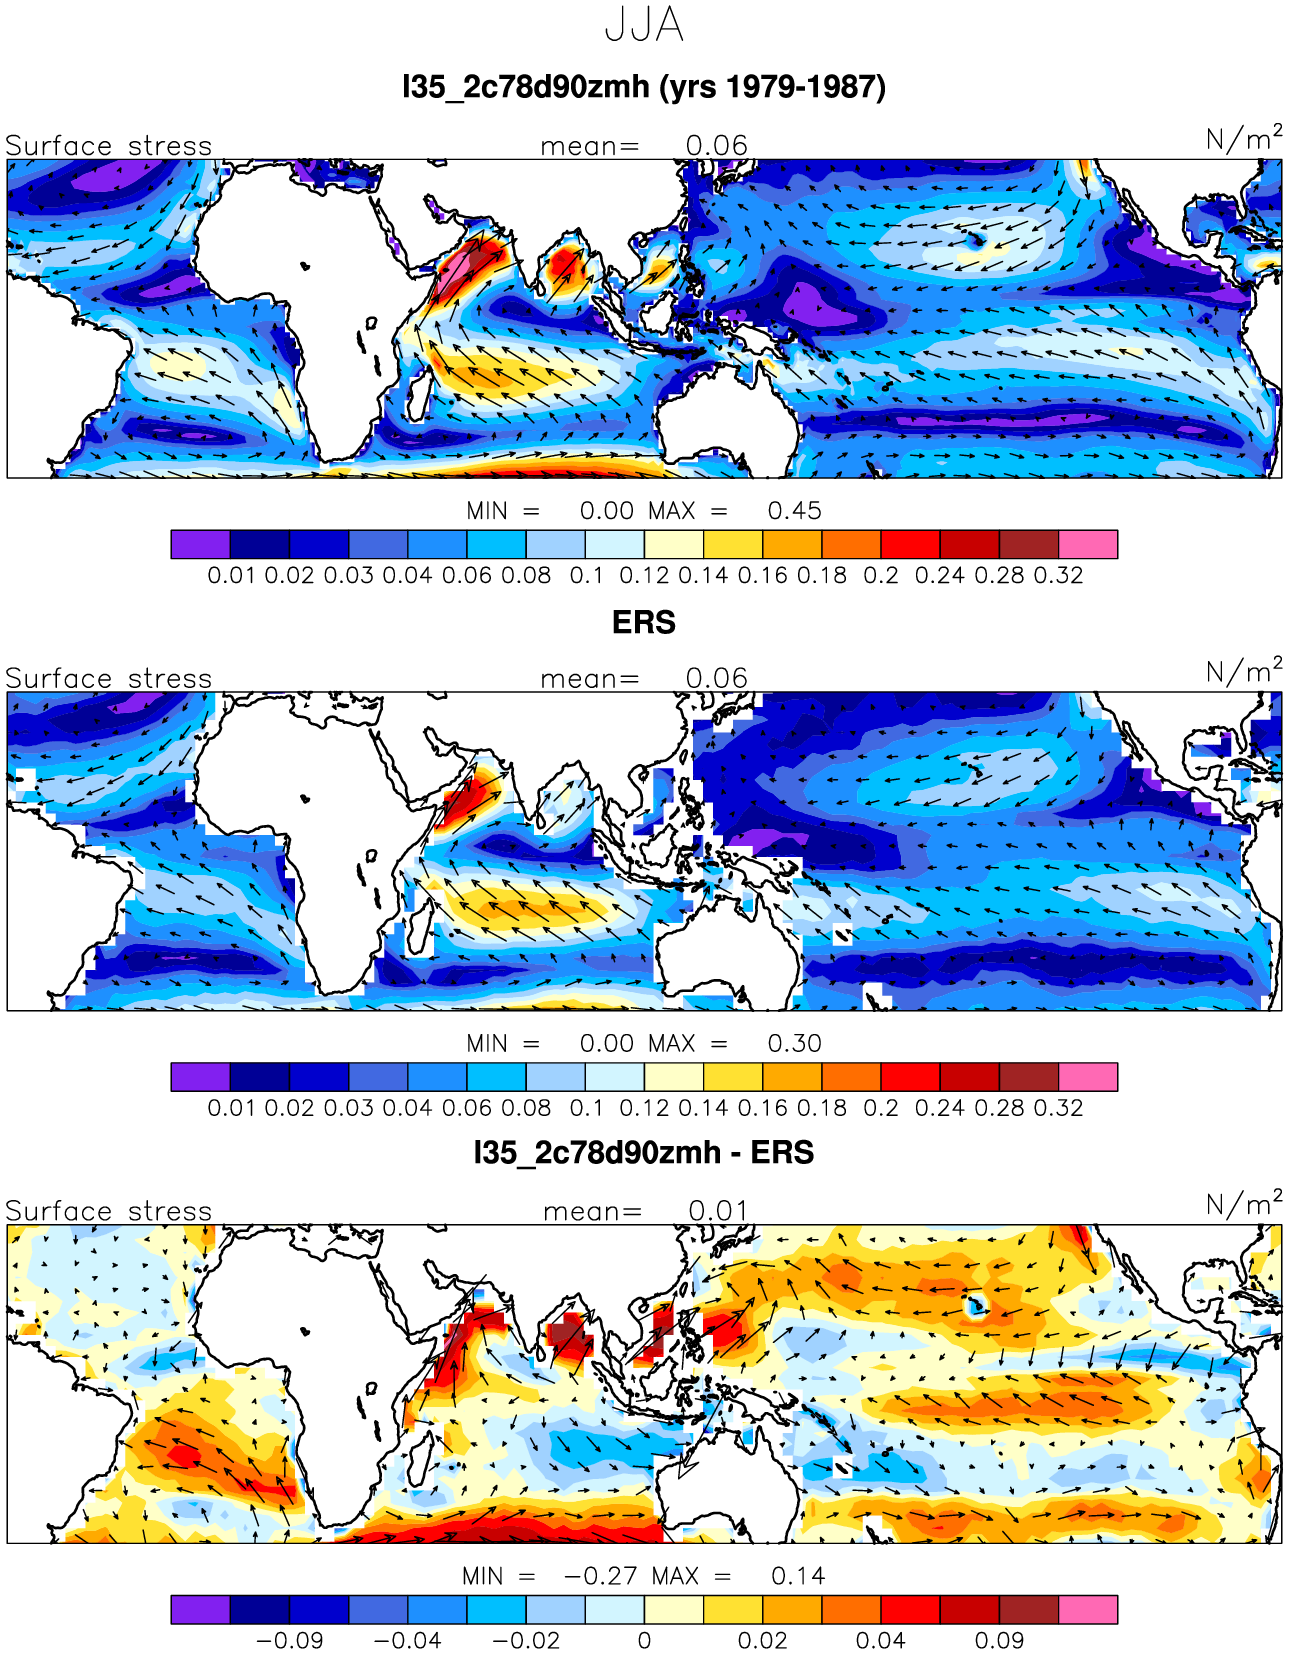 JJA
l35_2c78d90zmh (yrs 1979-1987)
Surface stress mean= 0.06 N/m²
MIN = 0.00 MAX = 0.45
0.01 0.02 0.03 0.04 0.06 0.08 0.1 0.12 0.14 0.16 0.18 0.2 0.24 0.28 0.32
ERS
Surface stress mean= 0.06 N/m²
MIN = 0.00 MAX = 0.30
0.01 0.02 0.03 0.04 0.06 0.08 0.1 0.12 0.14 0.16 0.18 0.2 0.24 0.28 0.32
l35_2c78d90zmh - ERS
Surface stress mean= 0.01 N/m²
MIN = −0.27 MAX = 0.14
−0.09 −0.04 −0.02 0 0.02 0.04 0.09